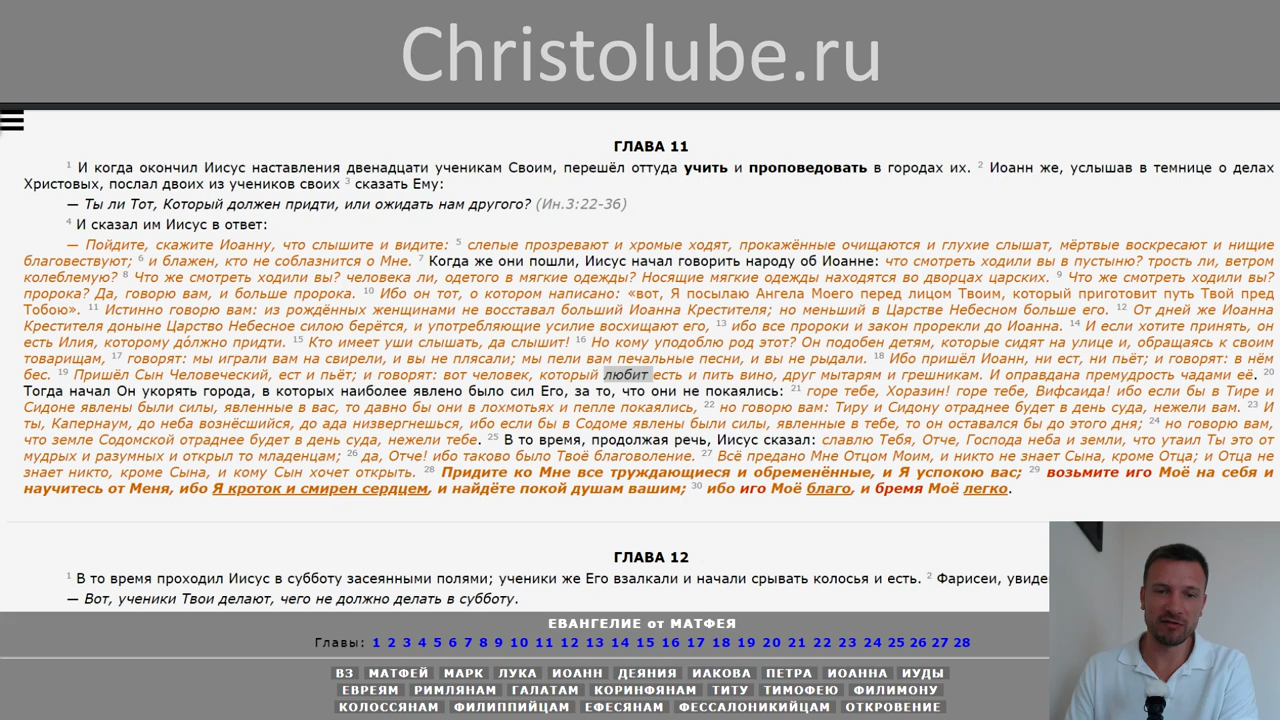 Christolube.ru
ГЛАВА 11
1 И когда окончил Иисус наставления двенадцати ученикам Своим, перешёл оттуда учить и проповедовать в городах их. 2 Иоанн же, услышав в темнице о делах
Христовых, послал двоих из учеников своих 3 сказать Ему:
— Ты ли Тот, Который должен придти, или ожидать нам другого? (Ин.3:22-36)
4 И сказал им Иисус в ответ:
— Пойдите, скажите Иоанну, что слышите и видите: 5 слепые прозревают и хромые ходят, прокажённые очищаются и глухие слышат, мёртвые воскресают и нищие
благовествуют; 6 и блажен, кто не соблазнится о Мне. 7 Когда же они пошли, Иисус начал говорить народу об Иоанне: что смотреть ходили вы в пустыню? трость ли, ветром
колеблемую? 8 Что же смотреть ходили вы? человека ли, одетого в мягкие одежды? Носящие мягкие одежды находятся во дворцах царских. 9 Что же смотреть ходили вы?
пророка? Да, говорю вам, и больше пророка. 10 Ибо он тот, о котором написано: «вот, Я посылаю Ангела Моего перед лицом Твоим, который приготовит путь Твой пред
Тобою». 11 Истинно говорю вам: из рождённых женщинами не восставал больший Иоанна Крестителя; но меньший в Царстве Небесном больше его. 12 От дней же Иоанна
Крестителя доныне Царство Небесное силою берётся, и употребляющие усилие восхищают его, 13 ибо все пророки и закон прорекли до Иоанна. 14 И если хотите принять, он
есть Илия, которому до́лжно придти. 15 Кто имеет уши слышать, да слышит! 16 Но кому уподоблю род этот? Он подобен детям, которые сидят на улице и, обращаясь к своим
товарищам, 17 говорят: мы играли вам на свирели, и вы не плясали; мы пели вам печальные песни, и вы не рыдали. 18 Ибо пришёл Иоанн, ни ест, ни пьёт; и говорят: в нём
бес. 19 Пришёл Сын Человеческий, ест и пьёт; и говорят: вот человек, который любит есть и пить вино, друг мытарям и грешникам. И оправдана премудрость чадами её. 20
Тогда начал Он укорять города, в которых наиболее явлено было сил Его, за то, что они не покаялись: 21 горе тебе, Хоразин! горе тебе, Вифсаида! ибо если бы в Тире и
Сидоне явлены были силы, явленные в вас, то давно бы они в лохмотьях и пепле покаялись, 22 но говорю вам: Тиру и Сидону отраднее будет в день суда, нежели вам. 23 И
ты, Капернаум, до неба вознёсшийся, до ада низвергнешься, ибо если бы в Содоме явлены были силы, явленные в тебе, то он оставался бы до этого дня; 24 но говорю вам,
что земле Содомской отраднее будет в день суда, нежели тебе. 25 В то время, продолжая речь, Иисус сказал: славлю Тебя, Отче, Господа неба и земли, что утаил Ты это от
мудрых и разумных и открыл то младенцам; 26 да, Отче! ибо таково было Твоё благоволение. 27 Всё предано Мне Отцом Моим, и никто не знает Сына, кроме Отца; и Отца не
знает никто, кроме Сына, и кому Сын хочет открыть. 28 Придите ко Мне все труждающиеся и обременённые, и Я успокою вас; 29 возьмите иго Моё на себя и
научитесь от Меня, ибо Я кроток и смирен сердцем, и найдёте покой душам вашим; 30 ибо иго Моё благо, и бремя Моё легко.
ГЛАВА 12
1 В то время проходил Иисус в субботу засеянными полями; ученики же Его взалкали и начали срывать колосья и есть. 2 Фарисеи, увиде
— Вот, ученики Твои делают, чего не должно делать в субботу.
ЕВАНГЕЛИЕ от МАТФЕЯ
Главы: 1 2 3 4 5 6 7 8 9 10 11 12 13 14 15 16 17 18 19 20 21 22 23 24 25 26 27 28
ВЗ МАТФЕЙ МАРК ЛУКА ИОАНН ДЕЯНИЯ ИАКОВА ПЕТРА ИОАННА ИУДЫ
ЕВРЕЯМ РИМЛЯНАМ ГАЛАТАМ КОРИНФЯНАМ ТИТУ ТИМОФЕЮ ФИЛИМОНУ
КОЛОССЯНАМ ФИЛИППИЙЦАМ ЕФЕСЯНАМ ФЕССАЛОНИКИЙЦАМ ОТКРОВЕНИЕ